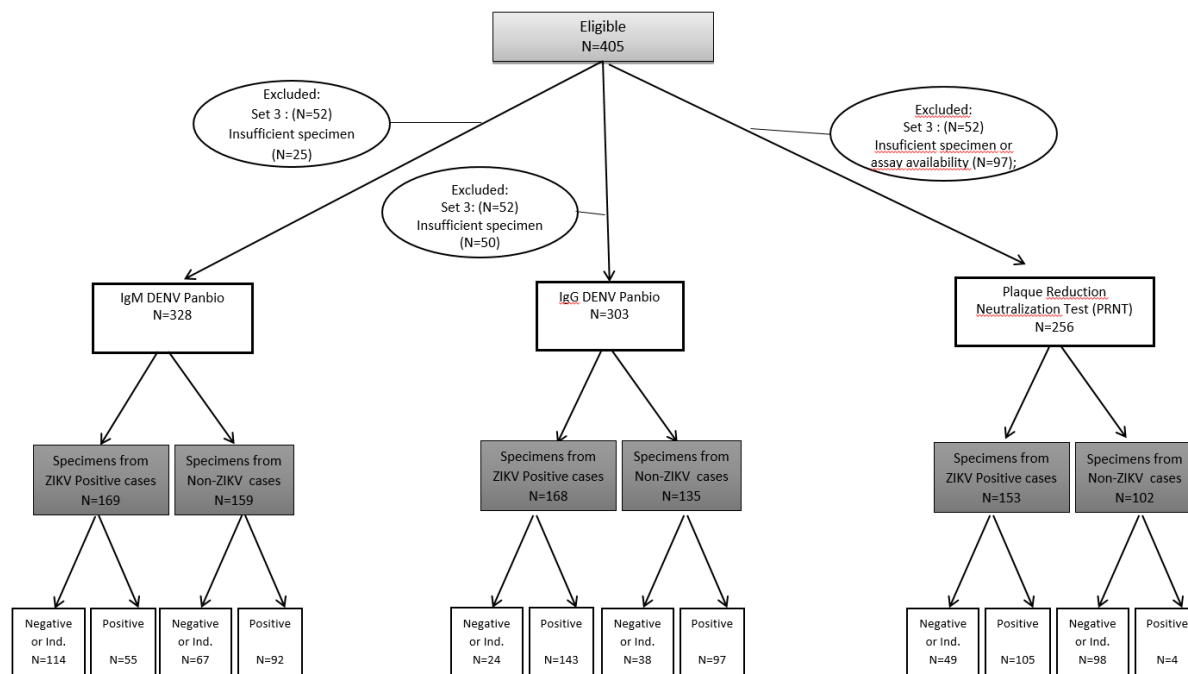 Eligible
N=405
Excluded:
Set 3 : (N=52)
Insufficient specimen
(N=25)
Excluded:
Set 3: (N=52)
Insufficient specimen
(N=50)
Excluded:
Set 3 : (N=52)
Insuficient specimen or
assay availability (N=97);
IgM DENV Panbio
N=328
IgG DENV Panbio
N=303
Plaque Reduction
Neutralization Test (PRNT)
N=256
Specimens from
ZIKV Positive cases
N=169
Specimens from
Non-ZIKV cases
N=159
Specimens from
ZIKV Positive cases
N=168
Specimens from
Non-ZIKV cases
N=135
Specimens from
ZIKV Positive cases
N=153
Specimens from
Non-ZIKV cases
N=102
Negative
or Ind.
N=114
Positive
N=55
Negative
or Ind.
N=67
Positive
N=92
Negative
or Ind.
N=24
Positive
N=143
Negative
or Ind.
N=38
Positive
N=97
Negative
or Ind.
N=49
Positive
N=105
Negative
or Ind.
N=98
Positive
N=4